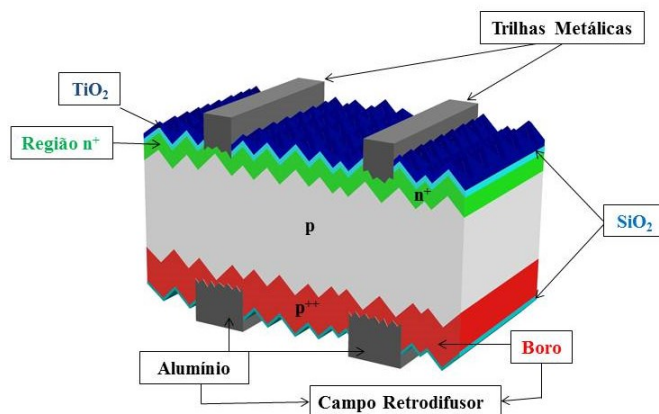 Trilhas Metálicas
TiO₂
Região n⁺
n⁺
p
SiO₂
p⁺⁺
Alumínio
Boro
Campo Retrodifusor